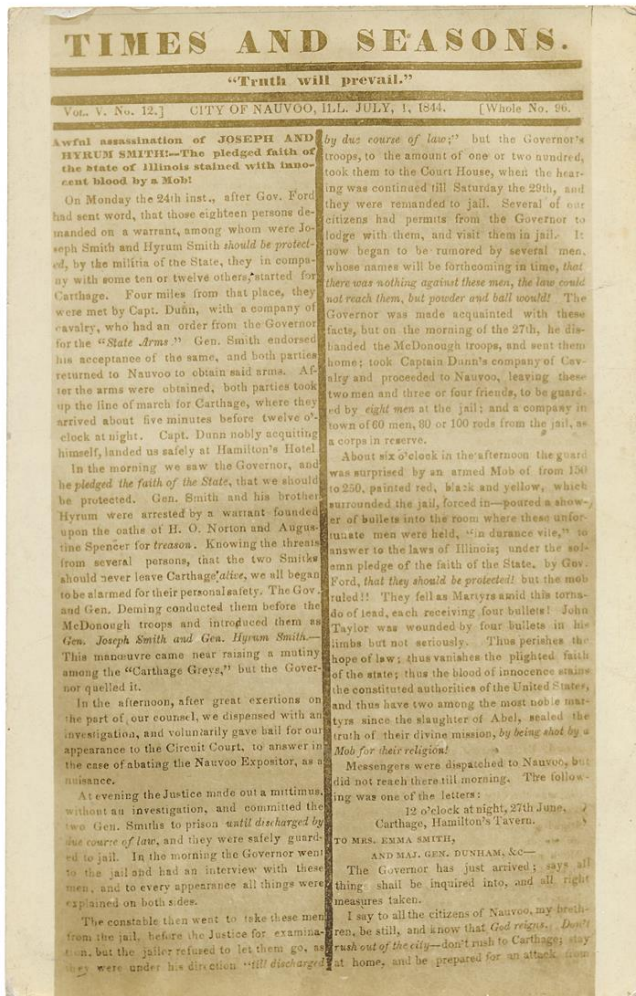 TIMES AND SEASONS.
"Truth will prevail."
Vol. V. No. 12.] CITY OF NAUVOO, ILL. JULY, 1, 1844. [Whole No. 96.
Awful assassination of JOSEPH AND
HYRUM SMITH!—The pledged faith of
the State of Illinois stained with inno-
cent blood by a Mob!
On Monday the 24th inst., after Gov. Ford
had sent word, that those eighteen persons de-
manded on a warrant, among whom were Jo-
seph Smith and Hyrum Smith should be protect-
ed, by the militia of the State, they in compa-
ny with some ten or twelve others, started for
Carthage. Four miles from that place, they
were met by Capt. Dunn, with a company of
cavalry, who had an order from the Governor
for the "State Arms." Gen. Smith endorsed
his acceptance of the same, and both parties
returned to Nauvoo to obtain said arms. Af-
ter the arms were obtained, both parties took
up the line of march for Carthage, where they
arrived about five minutes before twelve o'-
clock at night. Capt. Dunn nobly acquiting
himself, landed us safely at Hamilton's Hotel
In the morning we saw the Governor, and
he pledged the faith of the State, that we should
be protected. Gen. Smith and his brother
Hyrum were arrested by a warrant founded
upon the oaths of H. O. Norton and Augus-
tine Spencer for treason. Knowing the threats
from several persons, that the two Smiths
should never leave Carthage alive, we all began
to be alarmed for their personal safety. The Gov.
and Gen. Deming conducted them before the
McDonough troops and introduced them as
Gen. Joseph Smith and Gen. Hyrum Smith.—
This manœuvre came near raising a mutiny
among the "Carthage Greys," but the Gover-
nor quelled it.
In the afternoon, after great exertions on
the part of our counsel, we dispensed with an
investigation, and voluntarily gave bail for our
appearance to the Circuit Court, to answer in
the case of abating the Nauvoo Expositor, as a
nuisance.
At evening the Justice made out a mittimus,
without an investigation, and committed the
two Gen. Smiths to prison until discharged by
due course of law, and they were safely guard-
ed to jail. In the morning the Governor went
to the jail and had an interview with these
men, and to every appearance all things were
explained on both sides.
The constable then went to take these men
from the jail, before the Justice for examina-
tion, but the jailer refused to let them go, as
they were under his direction "till discharged
by due course of law;" but the Governor's
troops, to the amount of one or two hundred,
took them to the Court House, when the hear-
ing was continued till Saturday the 29th, and
they were remanded to jail. Several of our
citizens had permits from the Governor to
lodge with them, and visit them in jail. It
now began to be rumored by several men,
whose names will be forthcoming in time, that
there was nothing against these men, the law could
not reach them, but powder and ball would! The
Governor was made acquainted with these
facts, but on the morning of the 27th, he dis-
banded the McDonough troops, and sent them
home; took Captain Dunn's company of Cav-
alry and proceeded to Nauvoo, leaving these
two men and three or four friends, to be guard-
ed by eight men at the jail; and a company in
town of 60 men, 80 or 100 rods from the jail, as
a corps in reserve.
About six o'clock in the afternoon the guard
was surprised by an armed Mob of from 150
to 250, painted red, black and yellow, which
surrounded the jail, forced in—poured a show-
er of bullets into the room where these unfor-
tunate men were held, "in durance vile," to
answer to the laws of Illinois; under the sol-
emn pledge of the faith of the State, by Gov.
Ford, that they should be protected! but the mob
ruled!! They fell as Martyrs amid this torna-
do of lead, each receiving four bullets! John
Taylor was wounded by four bullets in his
limbs but not seriously. Thus perishes the
hope of law; thus vanishes the plighted faith
of the state; thus the blood of innocence stains
the constituted authorities of the United States,
and thus have two among the most noble mar-
tyrs since the slaughter of Abel, sealed the
truth of their divine mission, by being shot by a
Mob for their religion!
Messengers were dispatched to Nauvoo, but
did not reach there till morning. The follow-
ing was one of the letters:
12 o'clock at night, 27th June,
Carthage, Hamilton's Tavern.
TO MRS. EMMA SMITH,
AND MAJ. GEN. DUNHAM, &c—
The Governor has just arrived; says all
thing shall be inquired into, and all right
measures taken.
I say to all the citizens of Nauvoo, my breth-
ren, be still, and know that God reigns. Don't
rush out of the city—don't rush to Carthage; stay
at home, and be prepared for an attack from